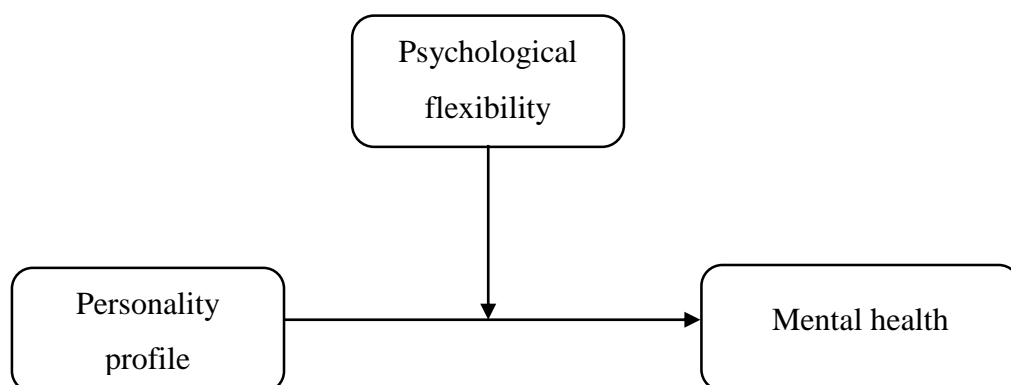 Psychological
flexibility
Personality
profile
Mental health